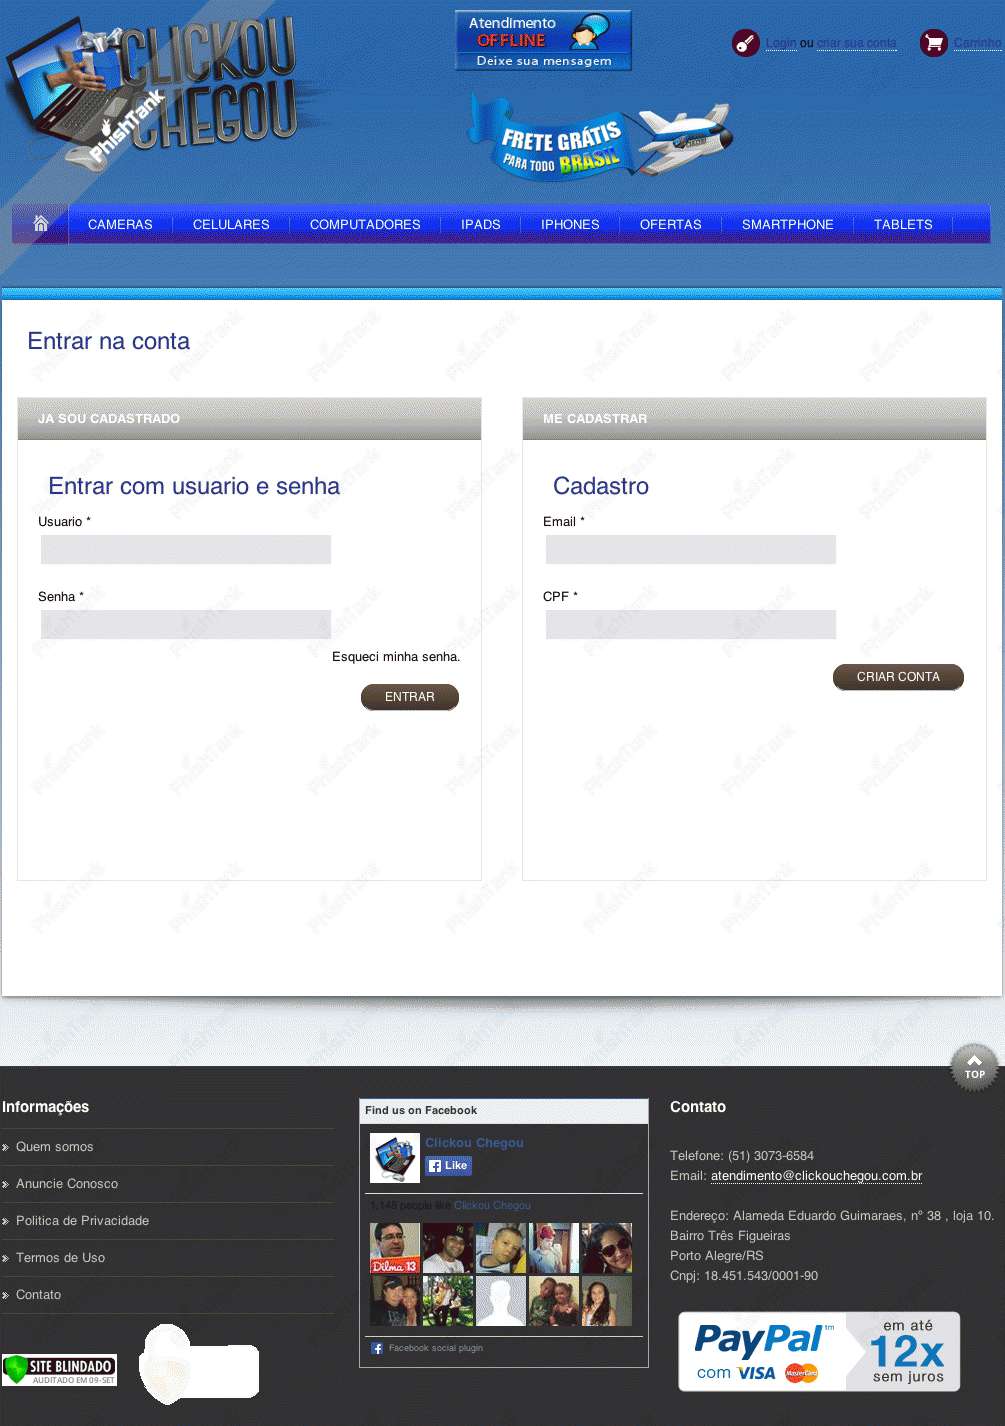 CLICKOU
CHEGOU
PhishTank
Atendimento
OFFLINE
Deixe sua mensagem
Login ou criar sua conta
Carrinho
FRETE GRÁTIS
PARA TODO BRASIL
CAMERAS
CELULARES
COMPUTADORES
IPADS
IPHONES
OFERTAS
SMARTPHONE
TABLETS
Entrar na conta
JA SOU CADASTRADO
Entrar com usuario e senha
Usuario *
Senha *
Esqueci minha senha.
ENTRAR
ME CADASTRAR
Cadastro
Email *
CPF *
CRIAR CONTA
TOP
Informações
Quem somos
Anuncie Conosco
Politica de Privacidade
Termos de Uso
Contato
SITE BLINDADO
AUDITADO EM 09-SET
Find us on Facebook
Clickou Chegou
Like
1,148 people like Clickou Chegou
Dilma 13
Facebook social plugin
Contato
Telefone: (51) 3073-6584
Email: atendimento@clickouchegou.com.br
Endereço: Alameda Eduardo Guimaraes, nº 38 , loja 10.
Bairro Três Figueiras
Porto Alegre/RS
Cnpj: 18.451.543/0001-90
PayPal™
com VISA MasterCard
em até
12x
sem juros